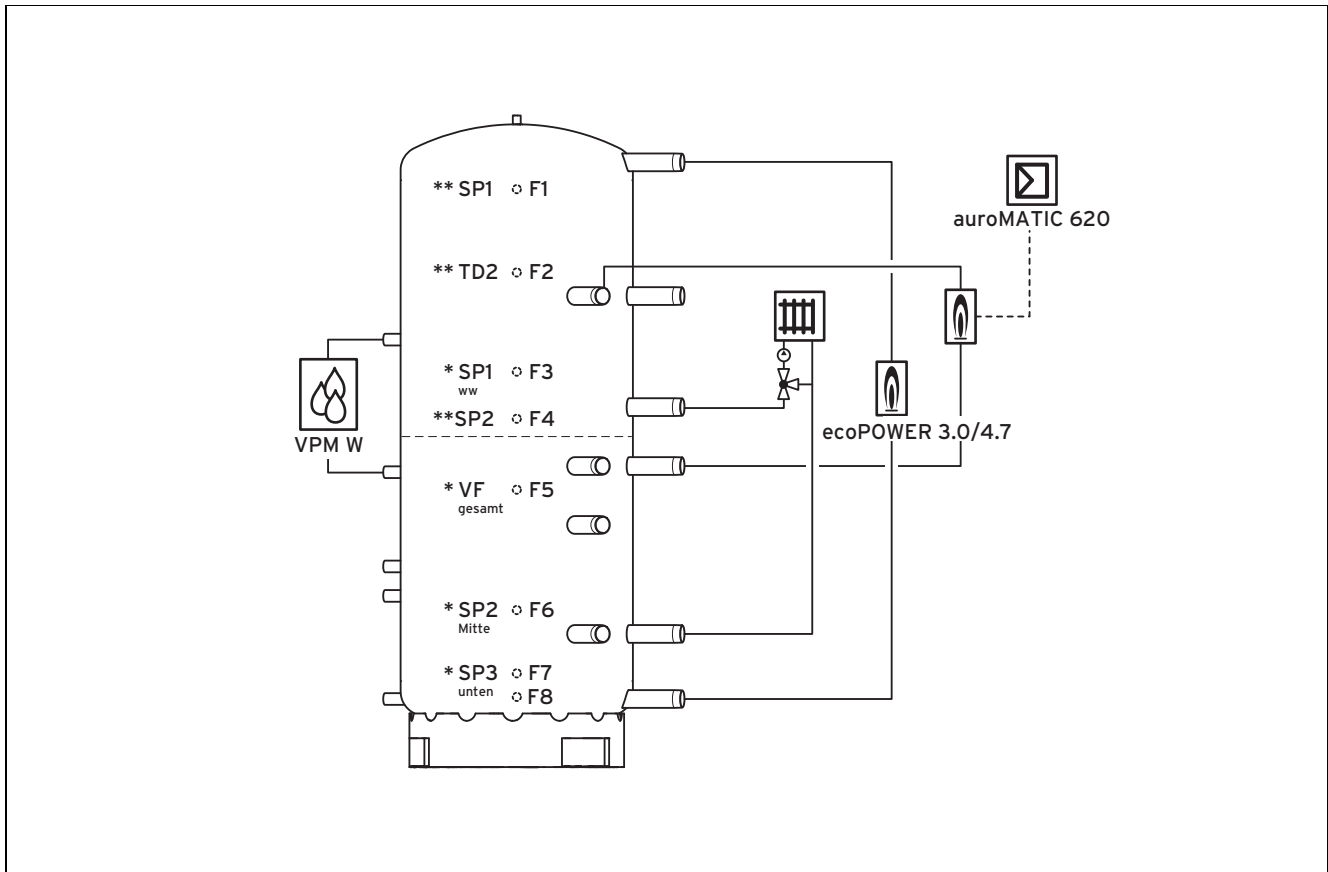 ** SP1 F1
auroMATIC 620
** TD2 F2
* SP1 F3
ww
**SP2 F4
ecoPOWER 3.0/4.7
VPM W
* VF F5
gesamt
* SP2 F6
Mitte
* SP3 F7
unten F8